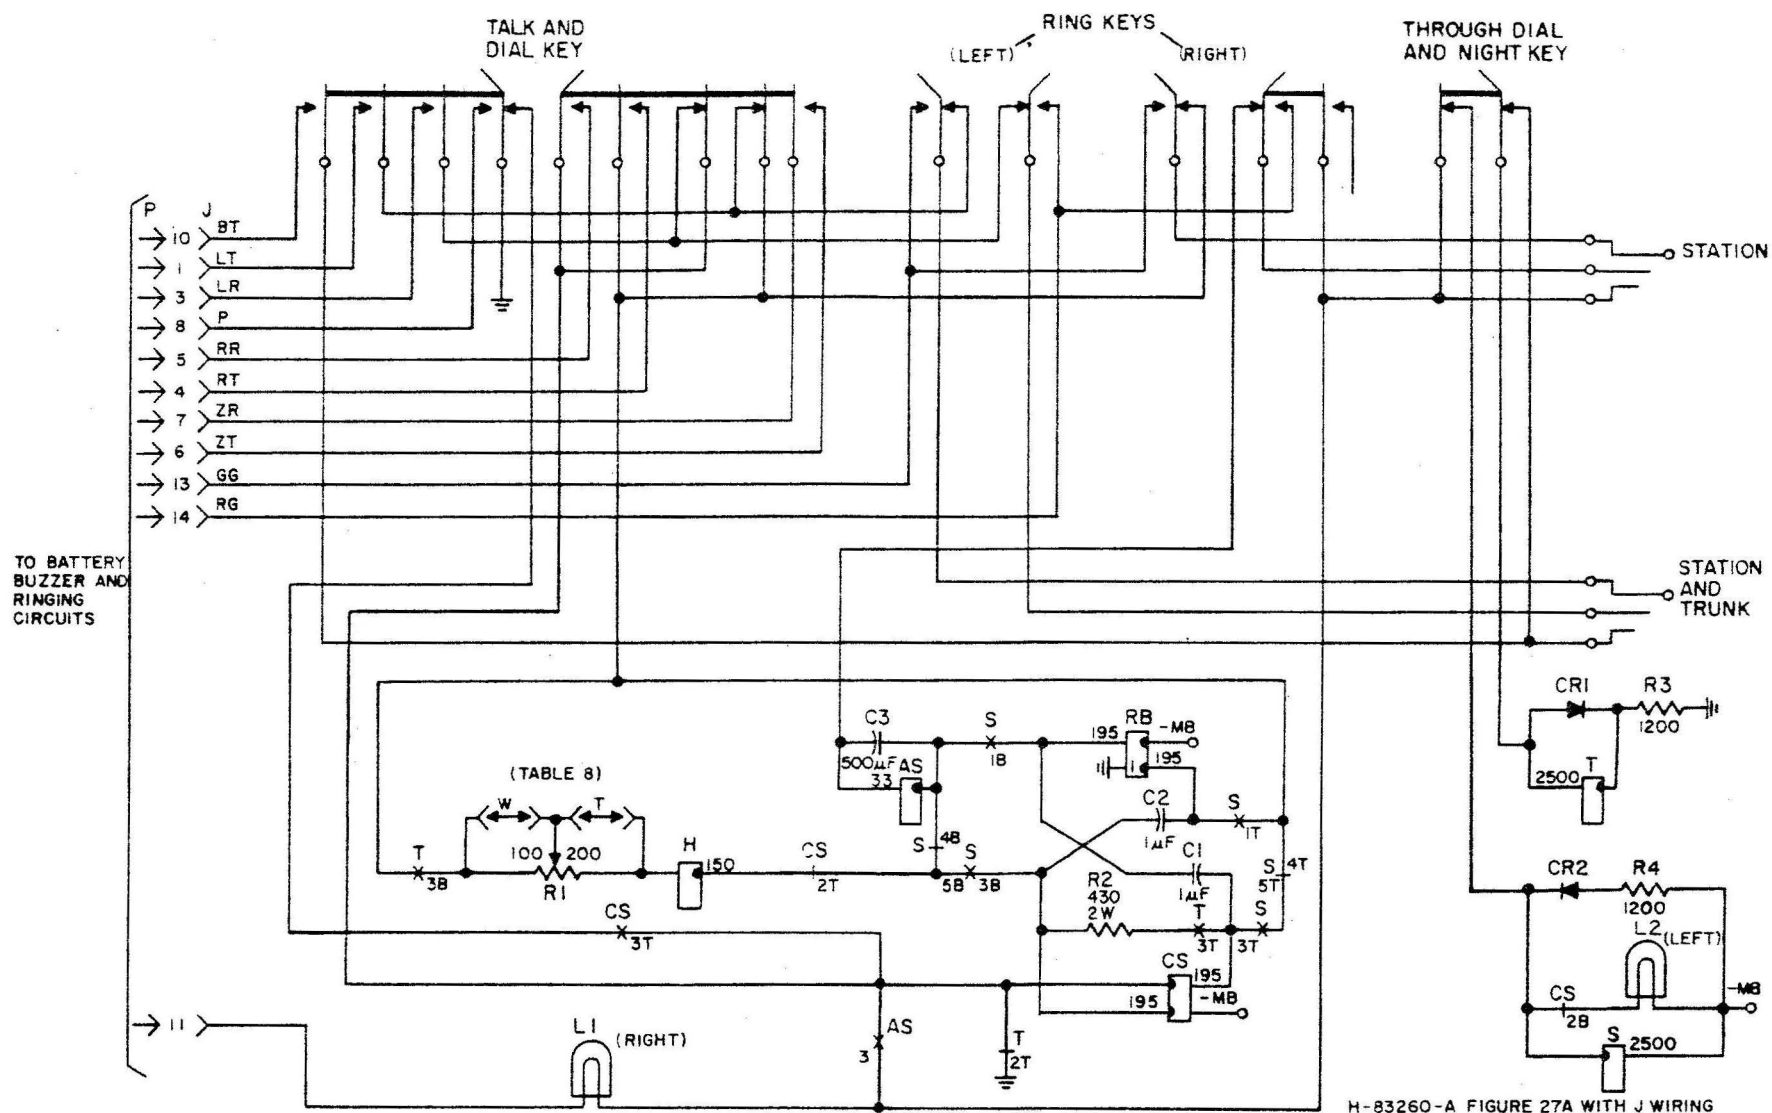 TALK AND
DIAL KEY
RING KEYS
(LEFT)
(RIGHT)
THROUGH DIAL
AND NIGHT KEY
P J
10 BT
1 LT
3 LR
8 P
5 RR
4 RT
7 ZR
6 ZT
13 GG
14 RG
STATION
TO BATTERY
BUZZER AND
RINGING
CIRCUITS
STATION
AND
TRUNK
CR1 R3
1200
2500 T
C3
500µF
AS
33
S
1B
RB
195
-MB
195
1
(TABLE 8)
W T
100 200
R1
T
3B
H
150
CS
2T
S 4B
5B
S
3B
C2
1µF
S
1T
C1
1µF
S 4T
5T
R2
430
2W
T
3T
S
3T
CS
3T
CS
195
195
-MB
CR2 R4
1200
L2
(LEFT)
-MB
CS
2B
S 2500
11
L1
(RIGHT)
AS
3
T
2T
H-83260-A FIGURE 27A WITH J WIRING